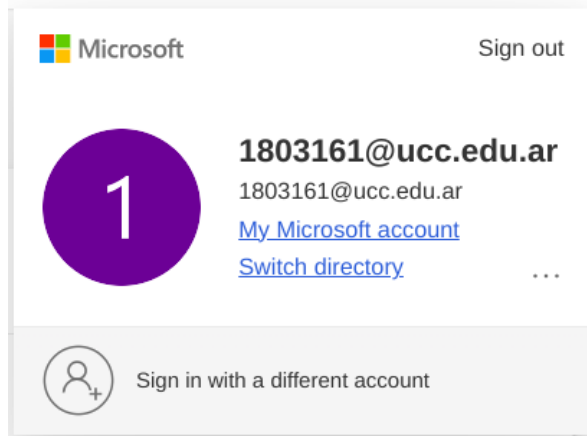 Microsoft
Sign out
1
1803161@ucc.edu.ar
1803161@ucc.edu.ar
My Microsoft account
Switch directory
...
Sign in with a different account